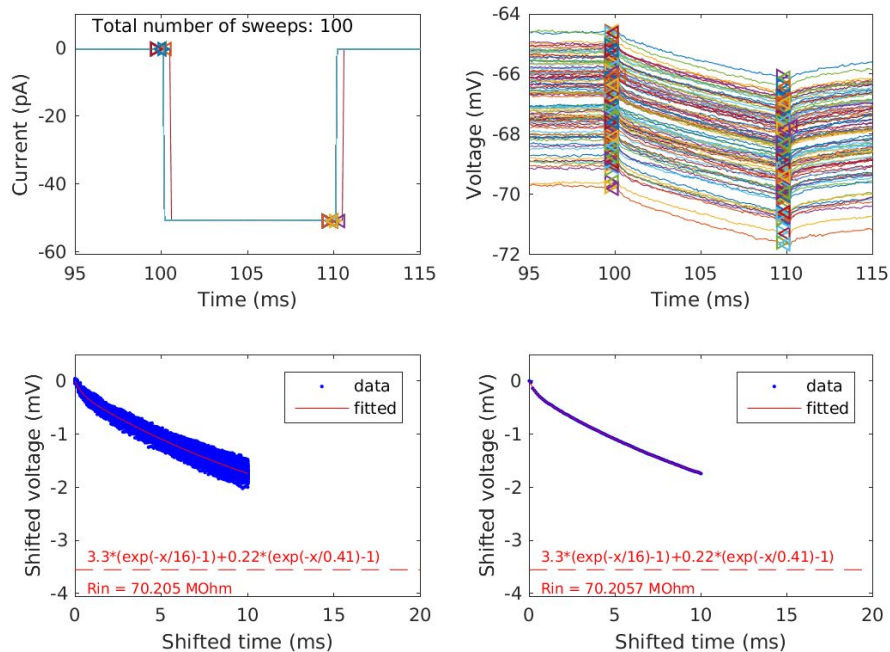 Total number of sweeps: 100
0
-20
-40
-60
Current (pA)
95
100
105
110
115
Time (ms)
-64
-66
-68
-70
-72
Voltage (mV)
95
100
105
110
115
Time (ms)
0
-1
-2
-3
-4
Shifted voltage (mV)
data
fitted
3.3*(exp(-x/16)-1)+0.22*(exp(-x/0.41)-1)
Rin = 70.205 MOhm
0
5
10
15
20
Shifted time (ms)
0
-1
-2
-3
-4
Shifted voltage (mV)
data
fitted
3.3*(exp(-x/16)-1)+0.22*(exp(-x/0.41)-1)
Rin = 70.2057 MOhm
0
5
10
15
20
Shifted time (ms)